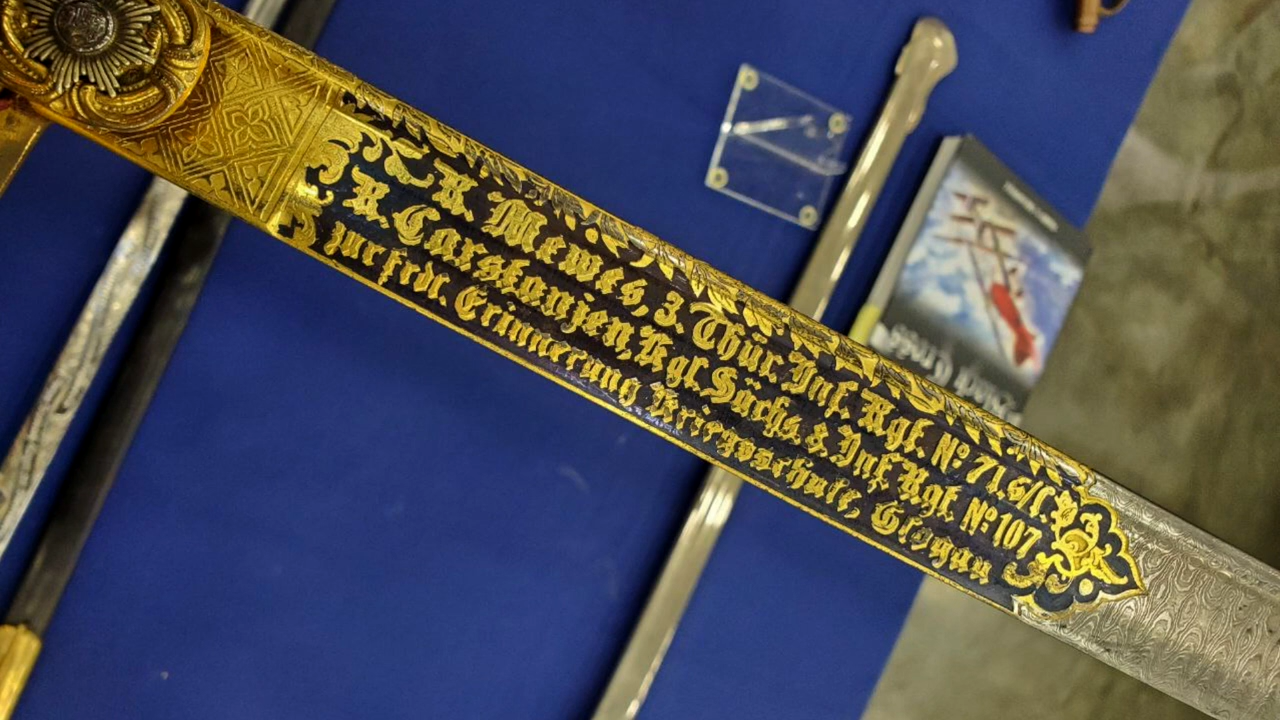 R. Mewes, 3. Thür. Inf. Rgt. No 71. s/l.
R. Carstanjen, Kgl. Sächs. 8. Inf. Rgt. No 107
zur frdl. Erinnerung Kriegsschule, Glogau